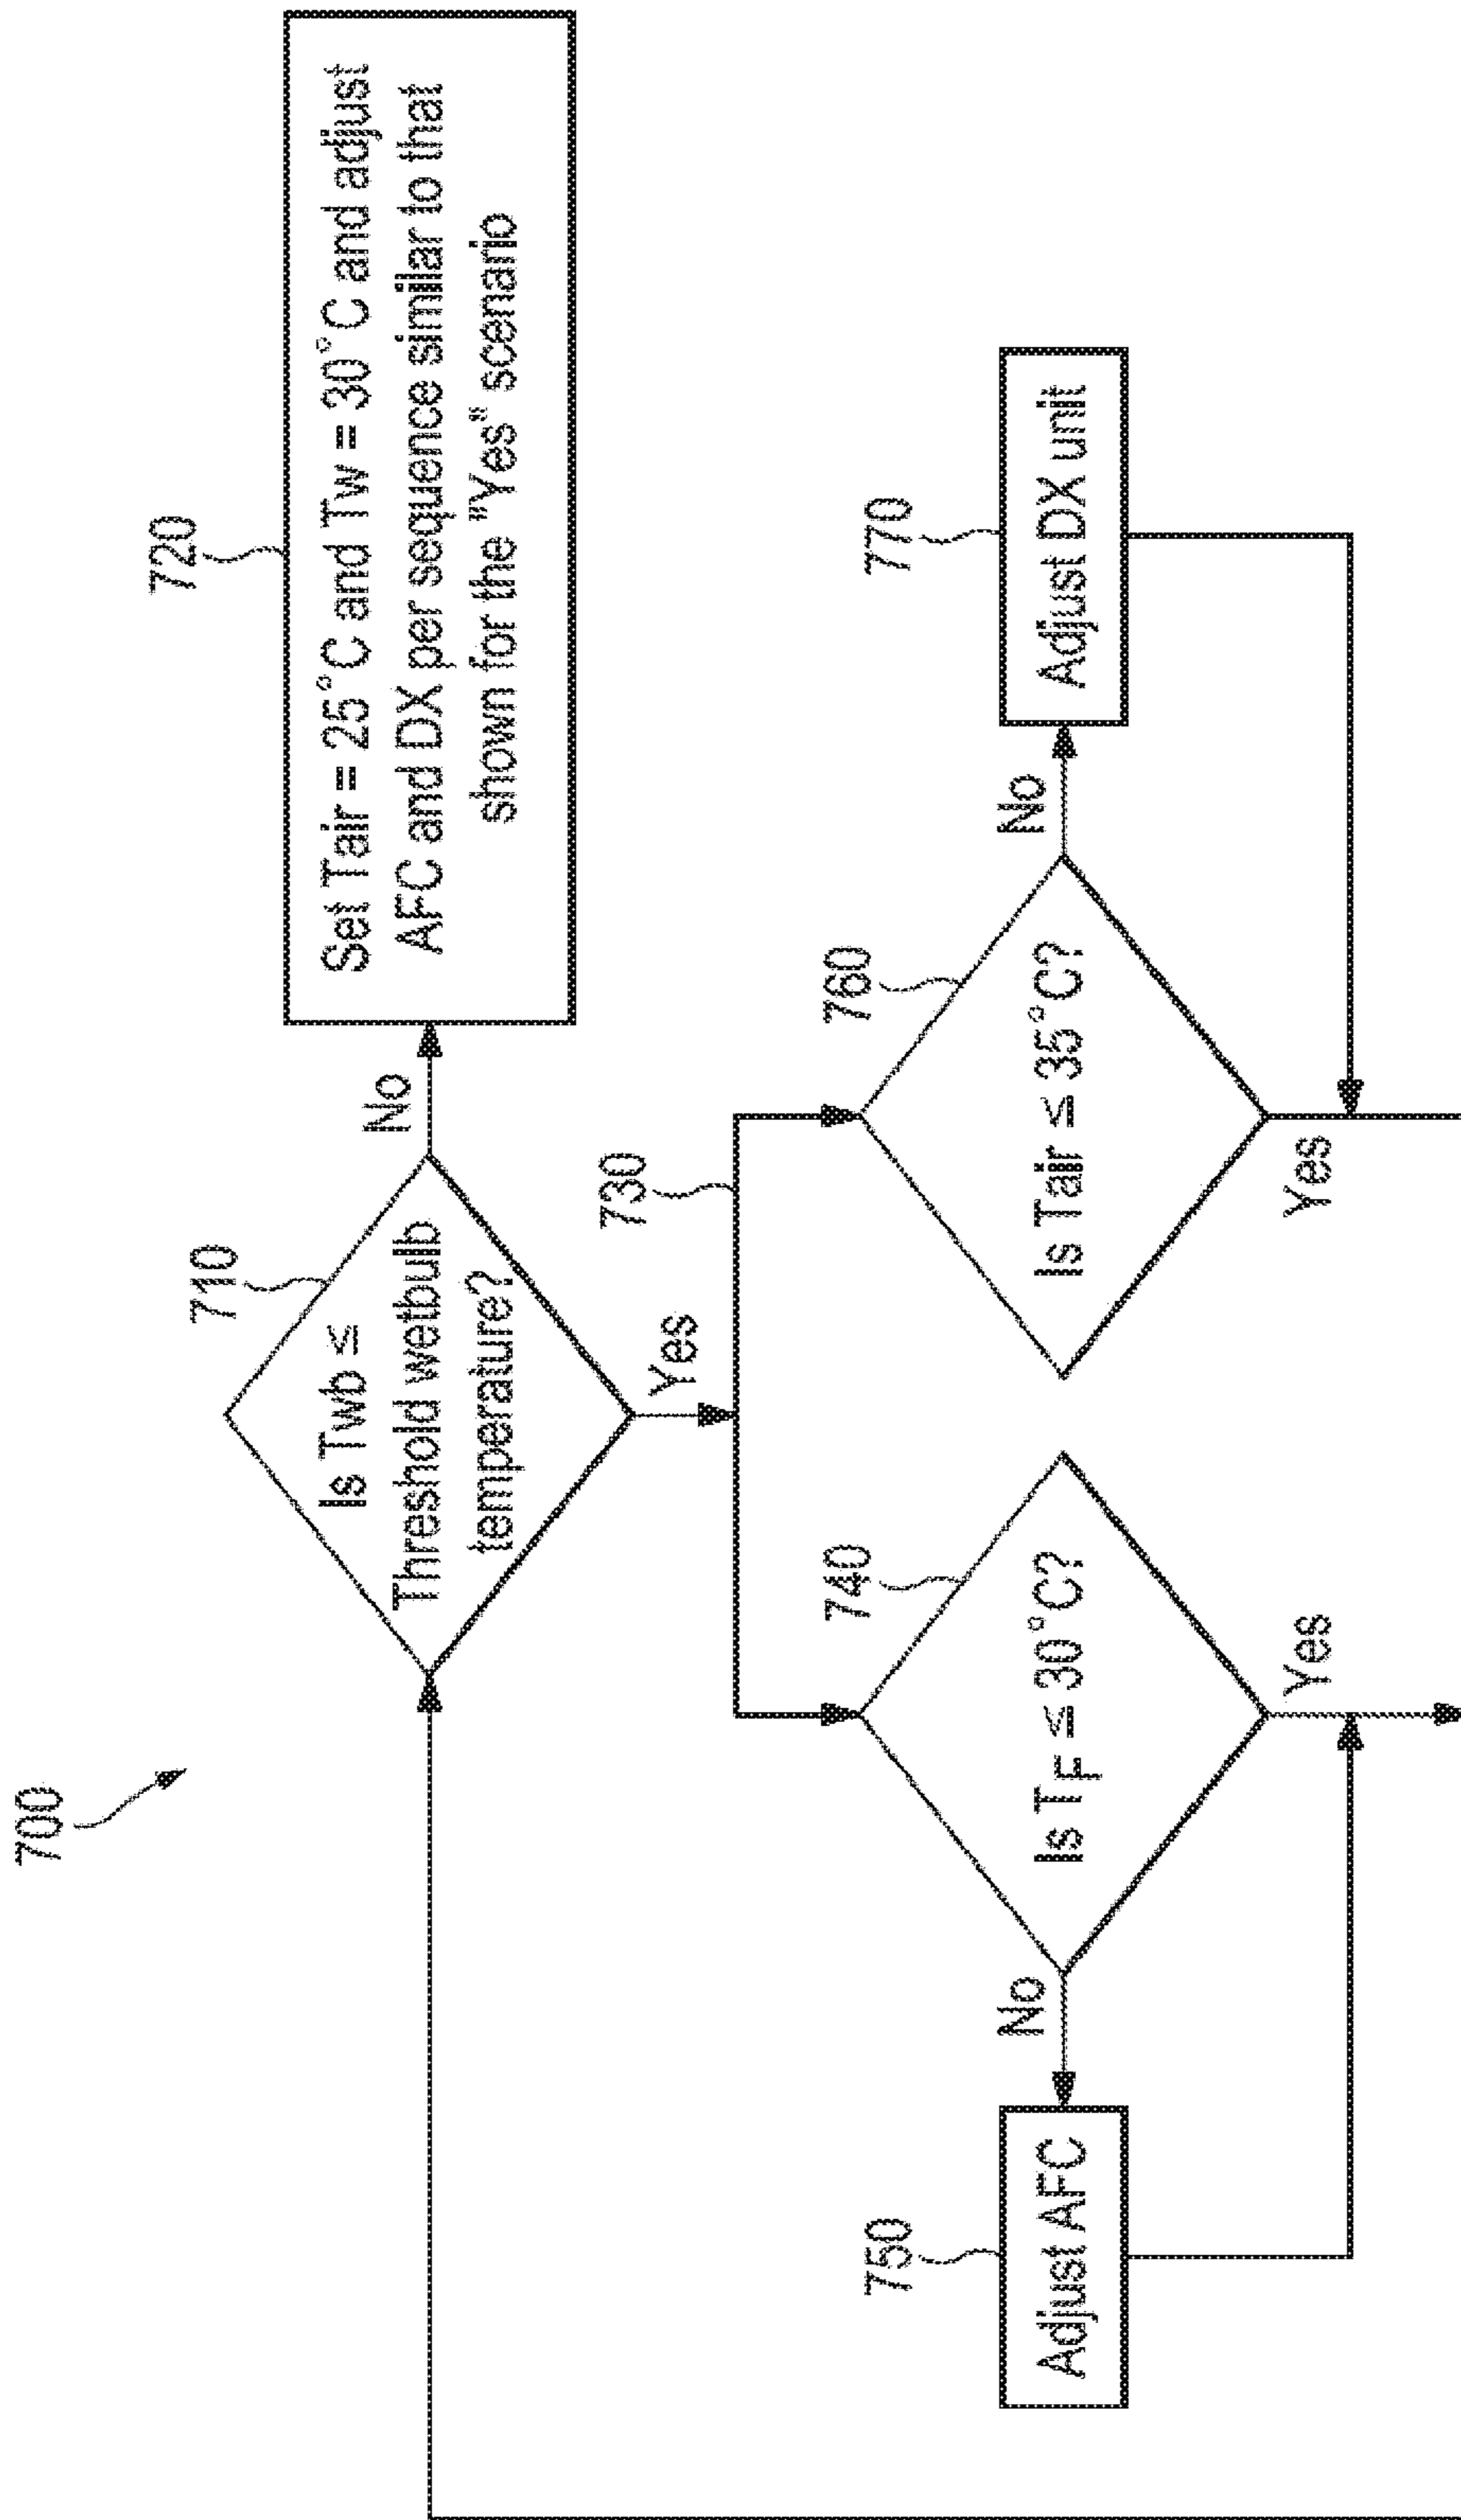 700
710
Is Twb ≤
Threshold wetbulb
temperature?
No
720
Set Tair = 25°C and Tw = 30°C and adjust
AFC and DX per sequence similar to that
shown for the "Yes" scenario
Yes
730
740
Is TF ≤ 30°C?
No
750
Adjust AFC
Yes
760
Is Tair ≤ 35°C?
No
770
Adjust DX unit
Yes